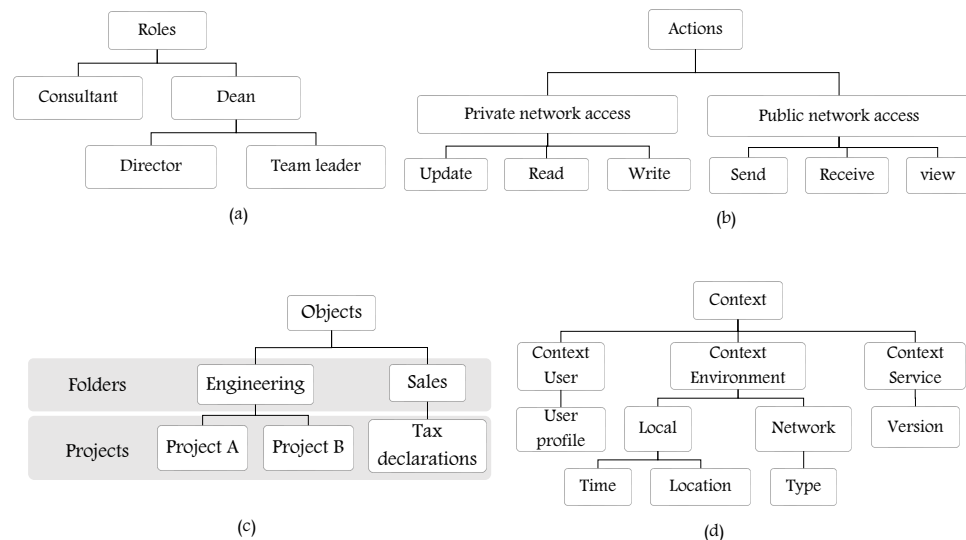 Roles
Consultant
Dean
Director
Team leader
(a)
Actions
Private network access
Public network access
Update
Read
Write
Send
Receive
view
(b)
Objects
Folders
Engineering
Sales
Projects
Project A
Project B
Tax
declarations
(c)
Context
Context
User
Context
Environment
Context
Service
User
profile
Local
Network
Version
Time
Location
Type
(d)